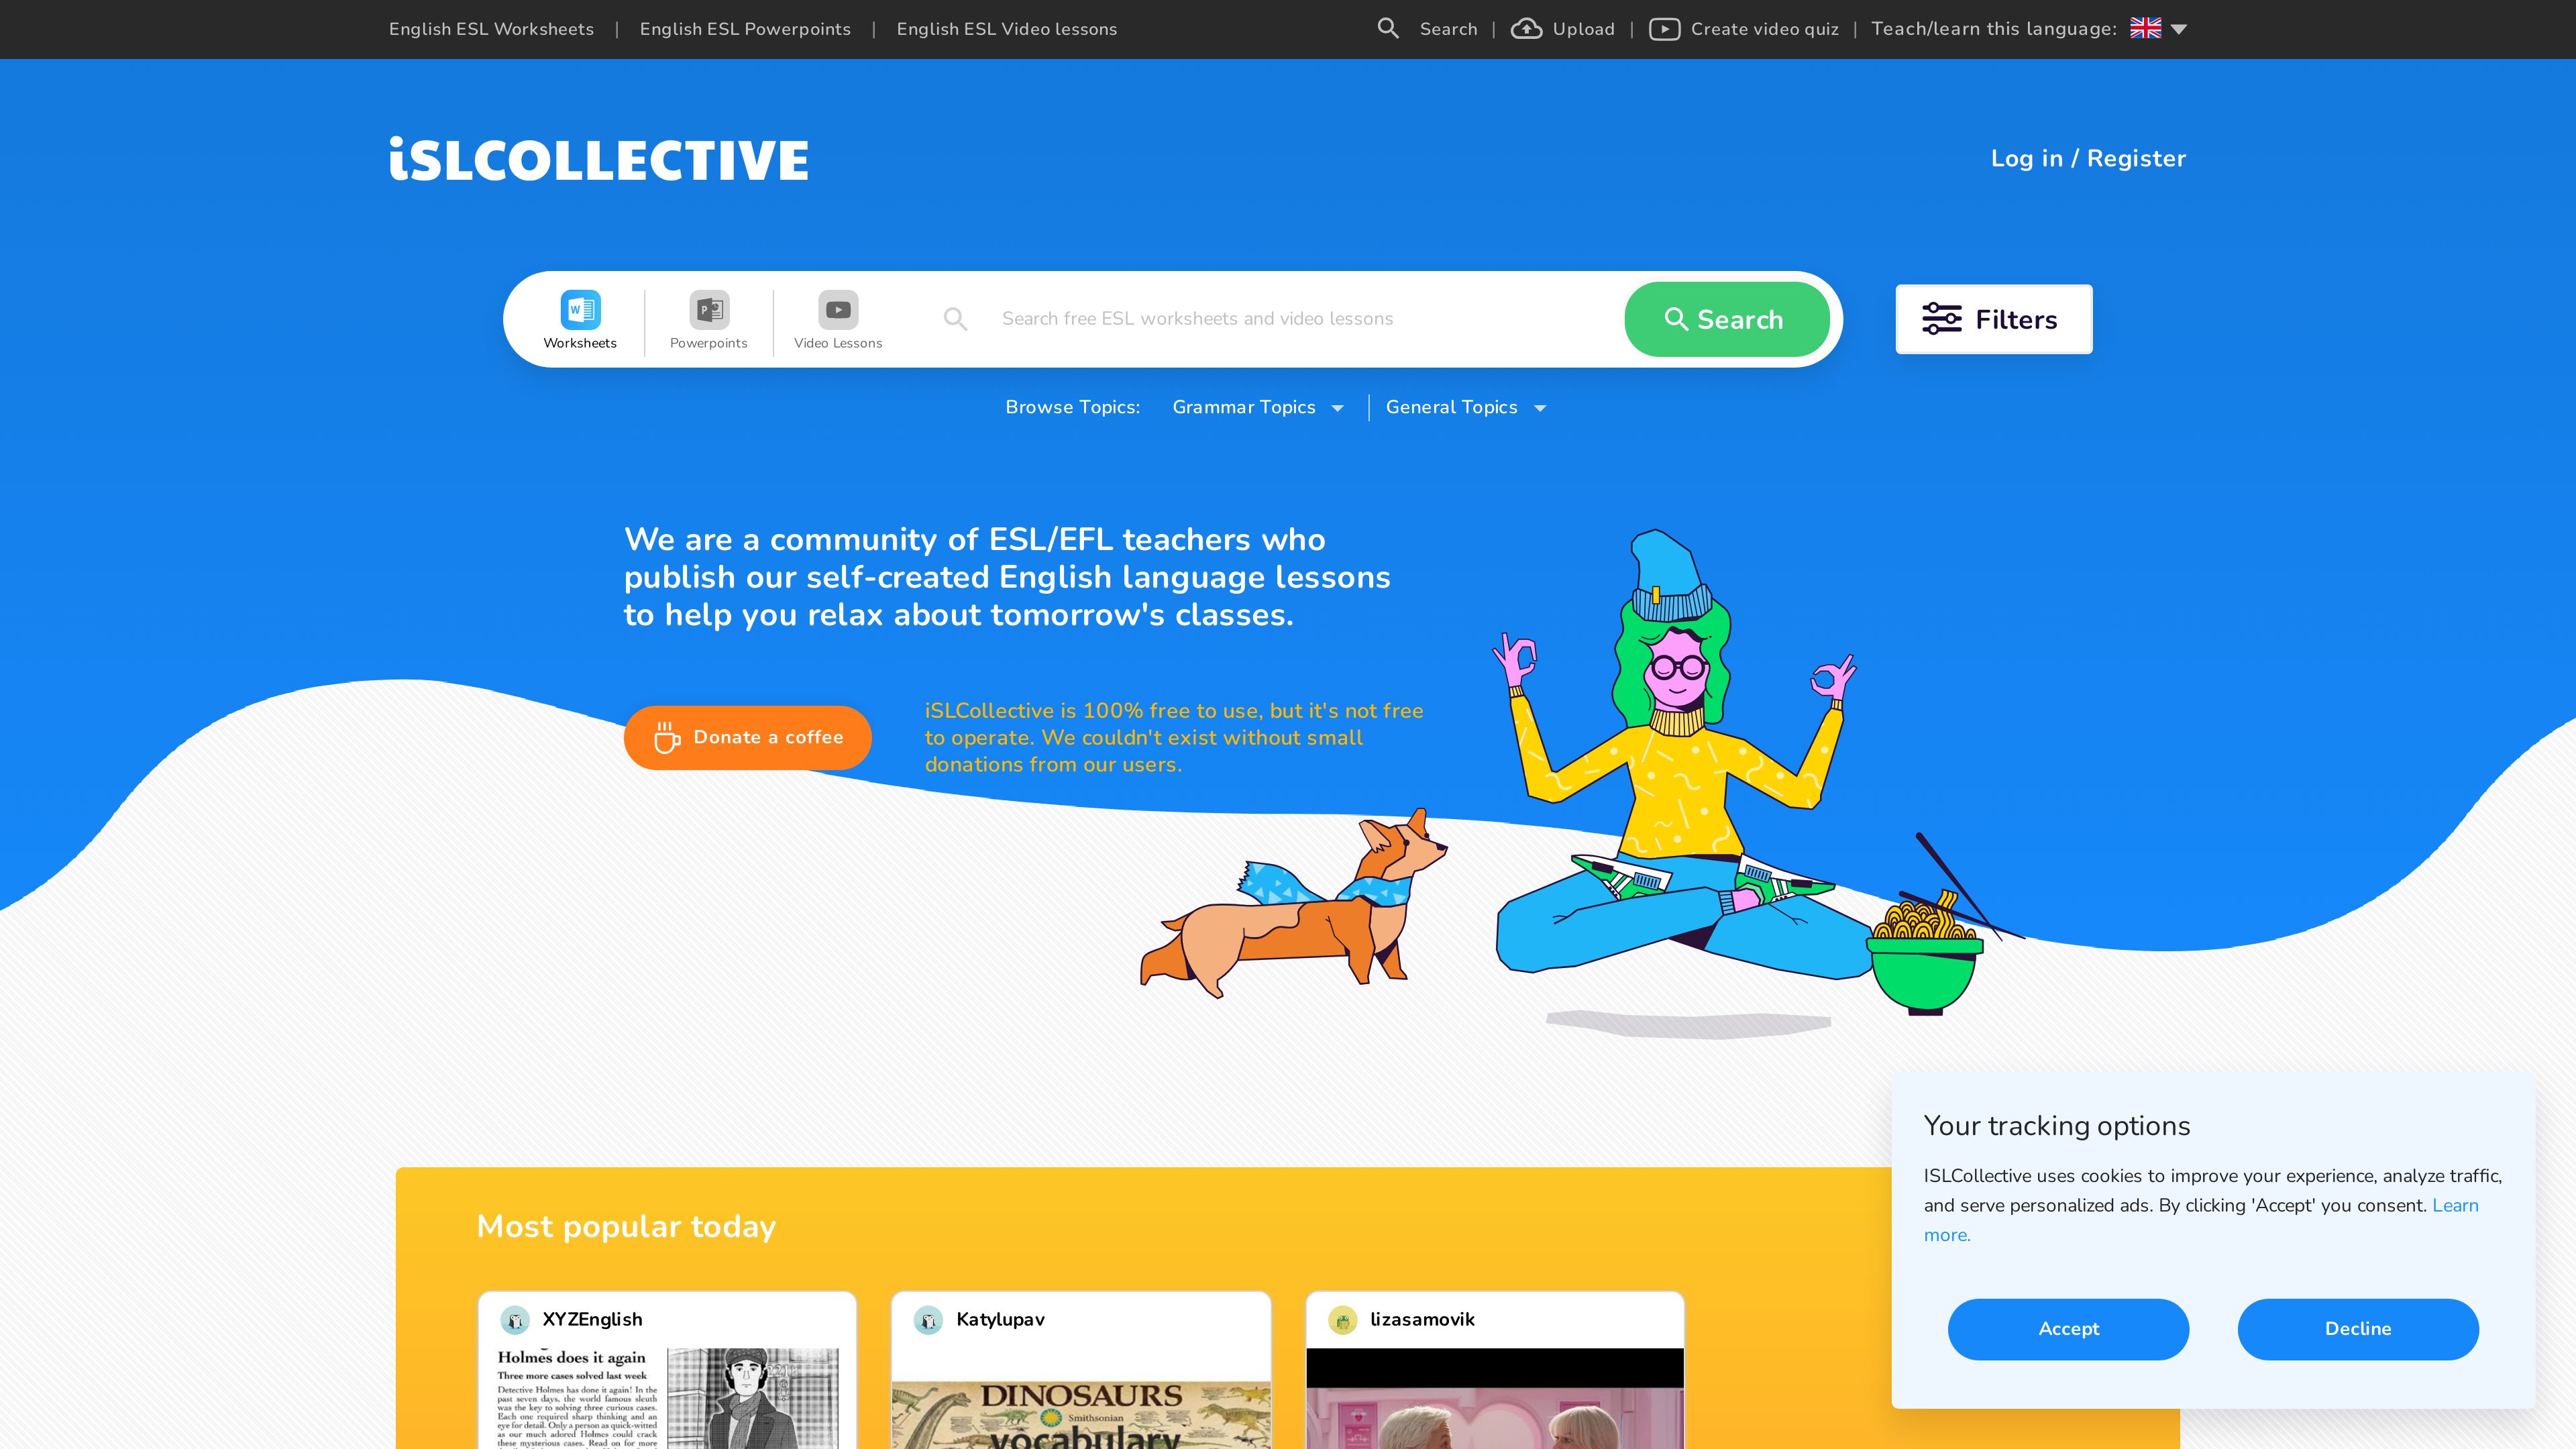 English ESL Worksheets | English ESL Powerpoints | English ESL Video lessons
Search | Upload | Create video quiz | Teach/learn this language:
iSLCOLLECTIVE
Log in / Register
Worksheets
Powerpoints
Video Lessons
Search free ESL worksheets and video lessons
Search
Filters
Browse Topics: Grammar Topics General Topics
We are a community of ESL/EFL teachers who
publish our self-created English language lessons
to help you relax about tomorrow's classes.
Donate a coffee
iSLCollective is 100% free to use, but it's not free
to operate. We couldn't exist without small
donations from our users.
Your tracking options
ISLCollective uses cookies to improve your experience, analyze traffic,
and serve personalized ads. By clicking 'Accept' you consent. Learn
more.
Accept
Decline
Most popular today
XYZEnglish
Holmes does it again
Three more cases solved last week
Detective Holmes has done it again! In the
past seven days, the world famous sleuth
was the key to solving three curious cases.
Each one required sharp thinking and an
eye for detail. Only a person as quick-witted
as our much adored Holmes could crack
these mysterious cases. Read on for more
221
Katylupav
DINOSAURS
Smithsonian
vocabulary
lizasamovik